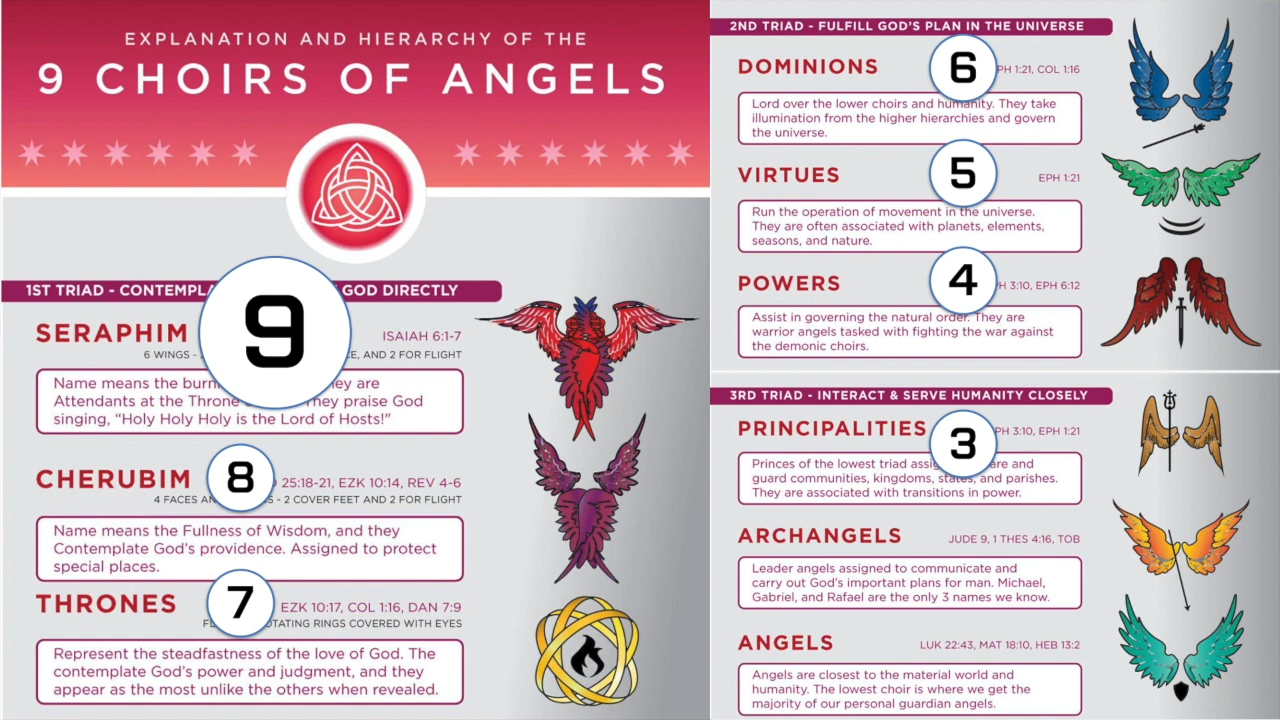 EXPLANATION AND HIERARCHY OF THE
9 CHOIRS OF ANGELS
1ST TRIAD - GOD DIRECTLY
9
SERAPHIM ISAIAH 6:1-7
6 WINGS - AND 2 FOR FLIGHT
Name means the are
Attendants at the Throne They praise God
singing, “Holy Holy Holy is the Lord of Hosts!”
CHERUBIM 8 25:18-21, EZK 10:14, REV 4-6
4 FACES - 2 COVER FEET AND 2 FOR FLIGHT
Name means the Fullness of Wisdom, and they
Contemplate God’s providence. Assigned to protect
special places.
THRONES 7 EZK 10:17, COL 1:16, DAN 7:9
RINGS COVERED WITH EYES
Represent the steadfastness of the love of God. The
contemplate God’s power and judgment, and they
appear as the most unlike the others when revealed.
2ND TRIAD - FULFILL GOD’S PLAN IN THE UNIVERSE
DOMINIONS 6 1:21, COL 1:16
Lord over the lower choirs and humanity. They take
illumination from the higher hierarchies and govern
the universe.
VIRTUES 5 EPH 1:21
Run the operation of movement in the universe.
They are often associated with planets, elements,
seasons, and nature.
POWERS 4 3:10, EPH 6:12
Assist in governing the natural order. They are
warrior angels tasked with fighting the war against
the demonic choirs.
3RD TRIAD - INTERACT & SERVE HUMANITY CLOSELY
PRINCIPALITIES 3 3:10, EPH 1:21
Princes of the lowest triad and
guard communities, kingdoms, states, and parishes.
They are associated with transitions in power.
ARCHANGELS JUDE 9, 1 THES 4:16, TOB
Leader angels assigned to communicate and
carry out God’s important plans for man. Michael,
Gabriel, and Rafael are the only 3 names we know.
ANGELS LUK 22:43, MAT 18:10, HEB 13:2
Angels are closest to the material world and
humanity. The lowest choir is where we get the
majority of our personal guardian angels.